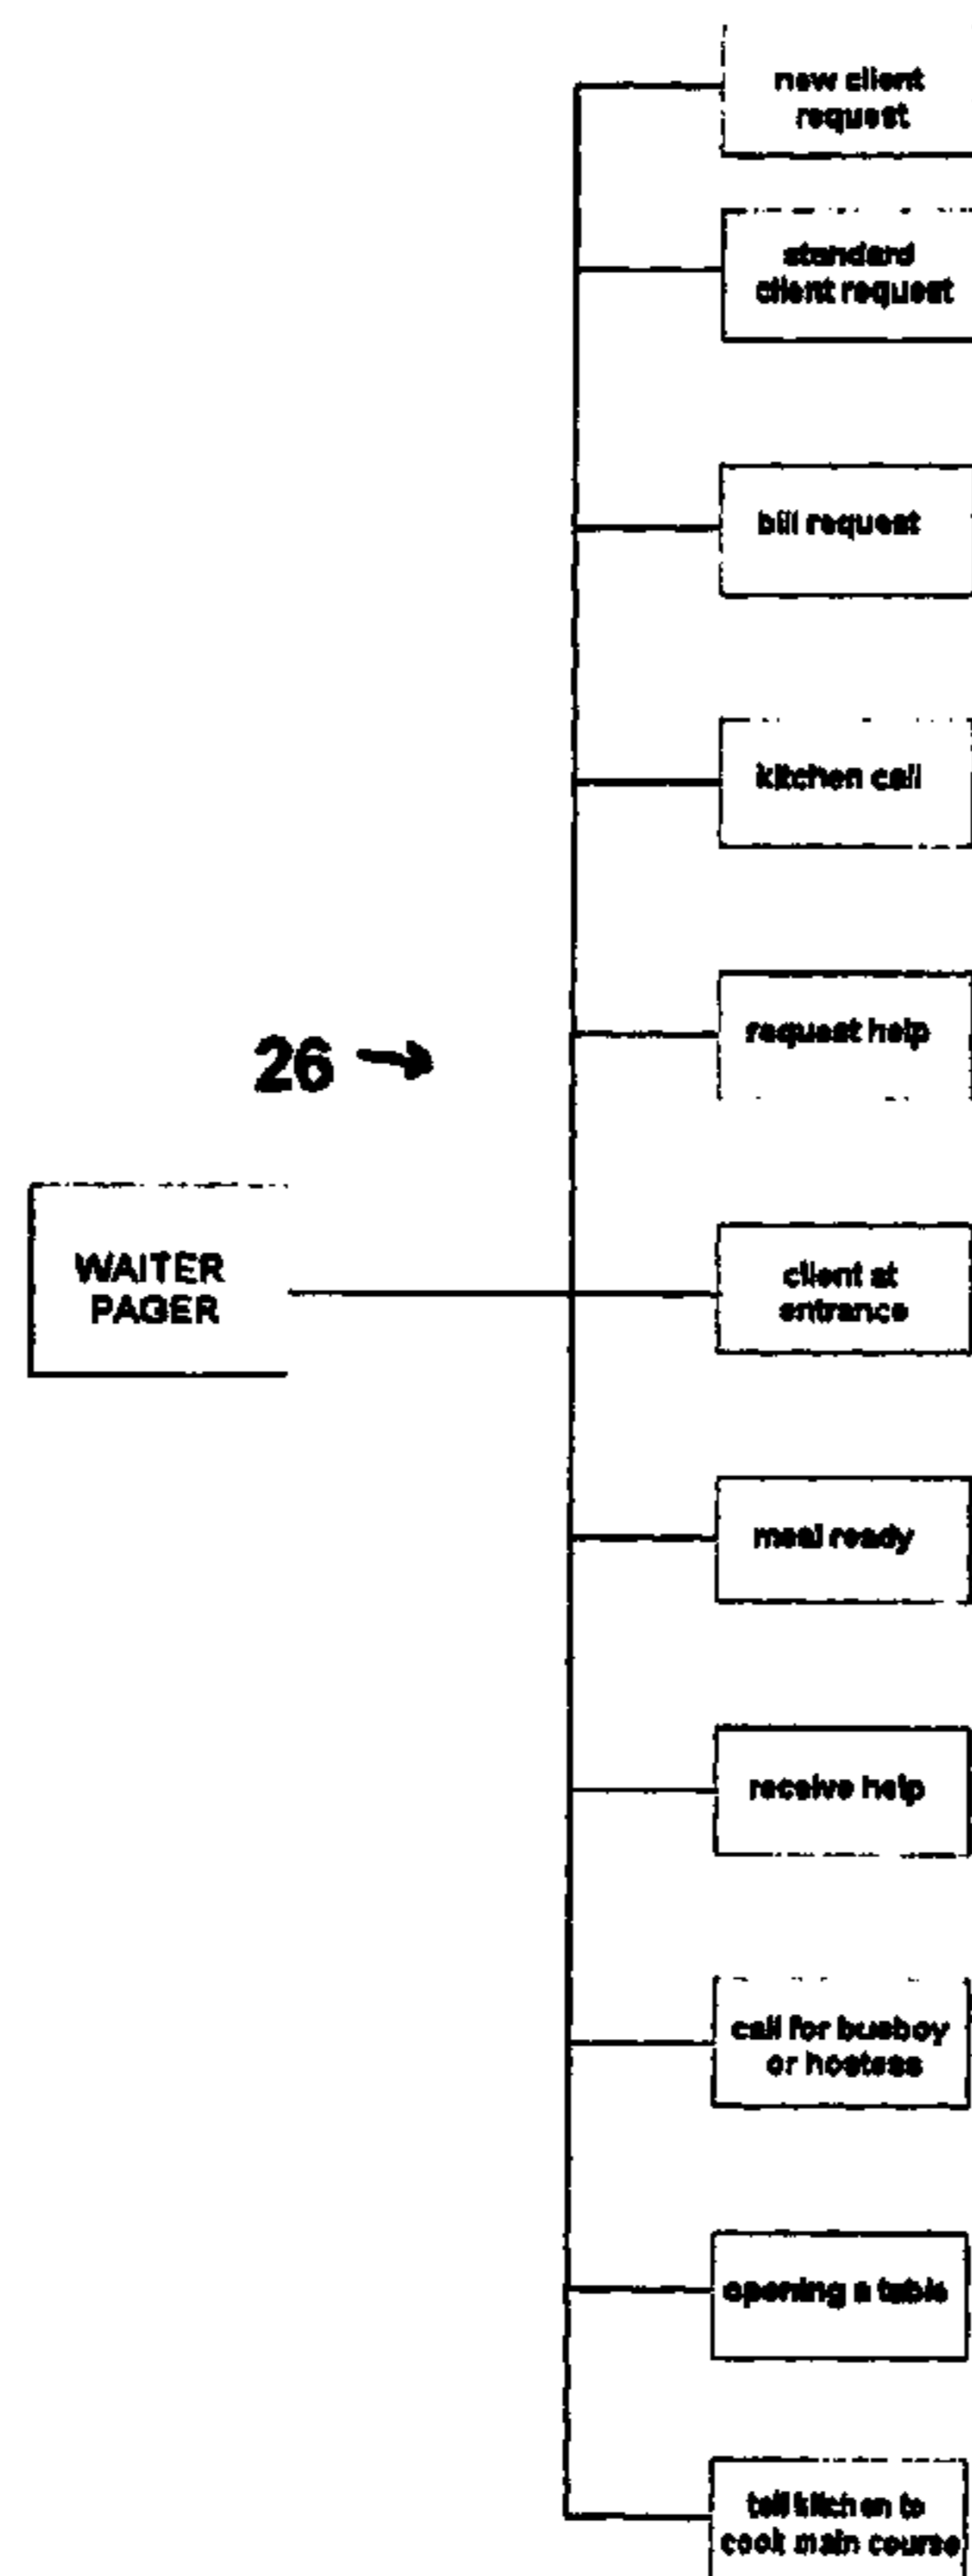 new client
request
standard
client request
bill request
kitchen call
request help
26
client at
entrance
WAITER
PAGER
meal ready
receive help
call for busboy
or hostess
opening a table
tell kitchen to
cook main course